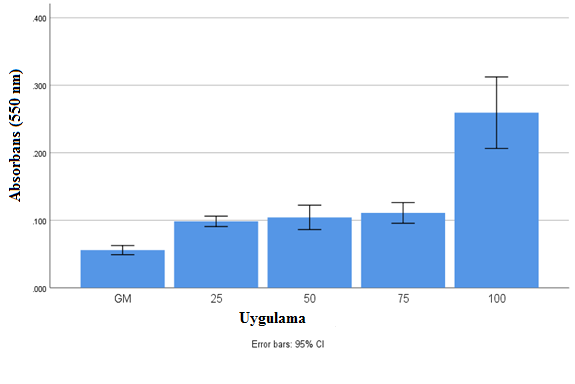 .400
.300
.200
.100
.000
Absorbans (550 nm)
GM 25 50 75 100
Uygulama
Error bars: 95% CI